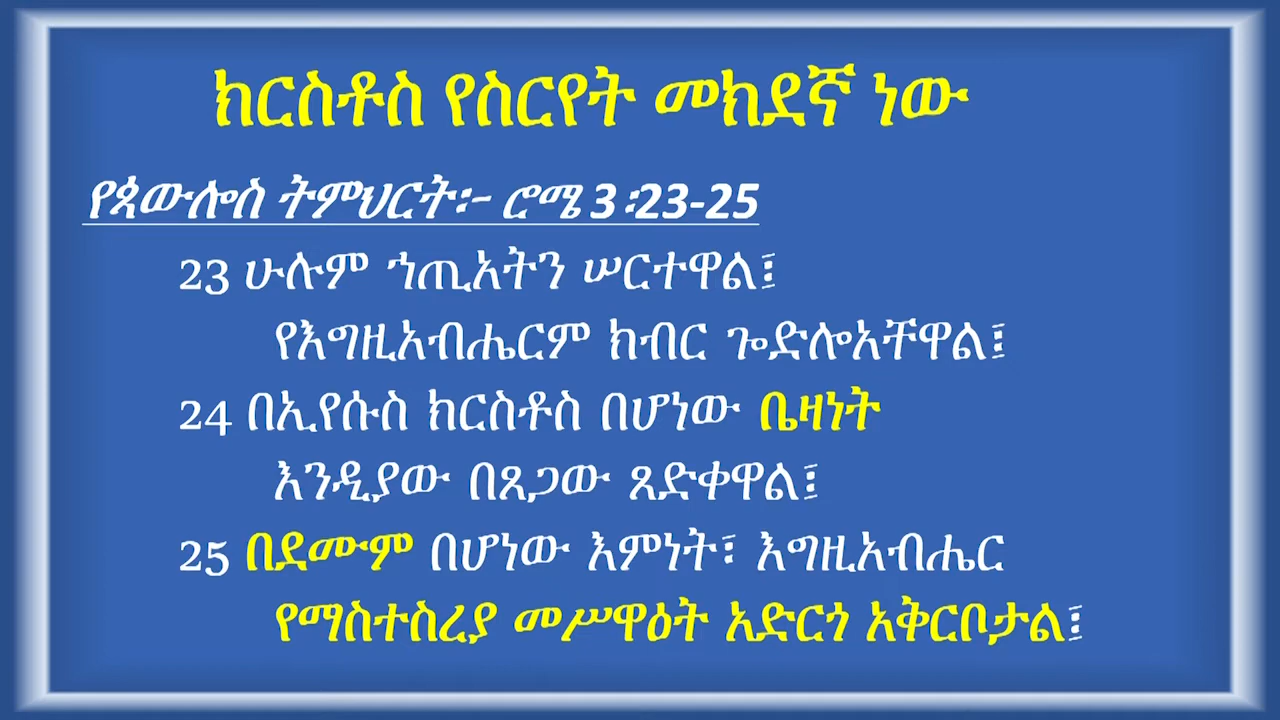 ክርስቶስ የስርየት መክደኛ ነው
የጳውሎስ ትምህርት፡- ሮሜ 3 ፡23-25
23 ሁሉም ኀጢአትን ሠርተዋል፤
የእግዚአብሔርም ክብር ጐድሎአቸዋል፤
24 በኢየሱስ ክርስቶስ በሆነው ቤዛነት
እንዲያው በጸጋው ጸድቀዋል፤
25 በደሙም በሆነው እምነት፣ እግዚአብሔር
የማስተስረያ መሥዋዕት አድርጎ አቅርቦታል፤